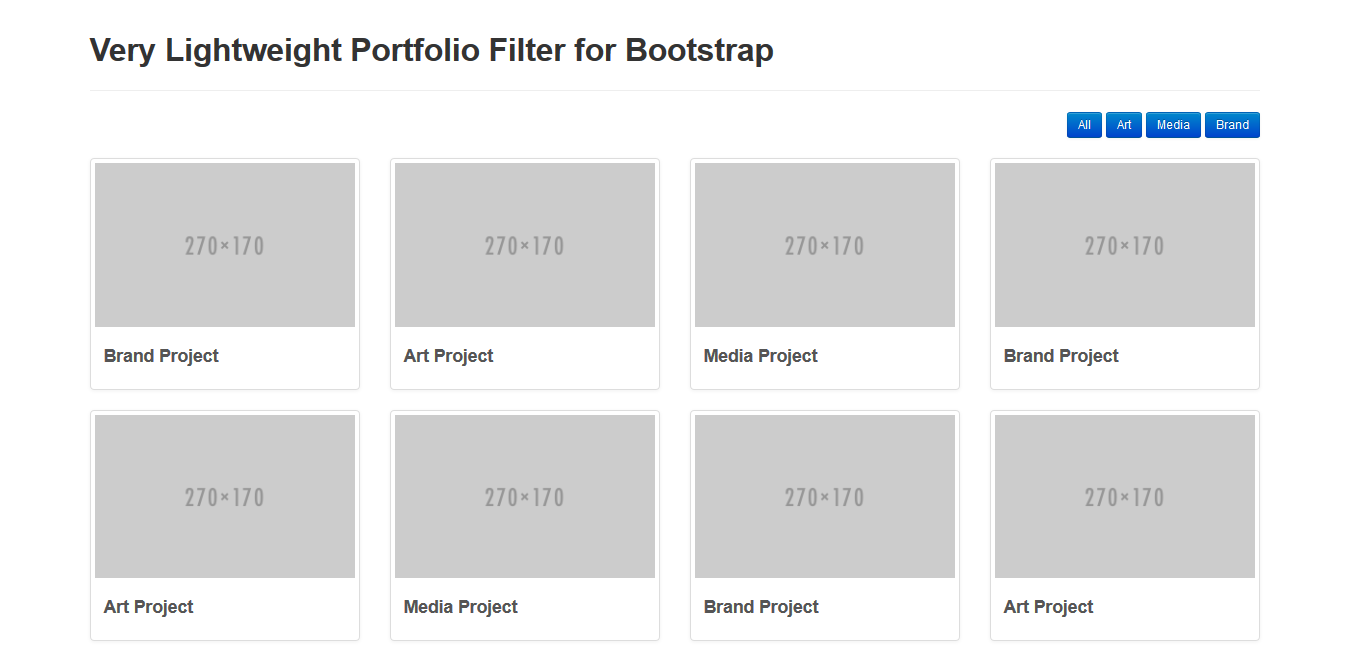 Very Lightweight Portfolio Filter for Bootstrap
All Art Media Brand
270×170 270×170 270×170 270×170
Brand Project Art Project Media Project Brand Project
270×170 270×170 270×170 270×170
Art Project Media Project Brand Project Art Project